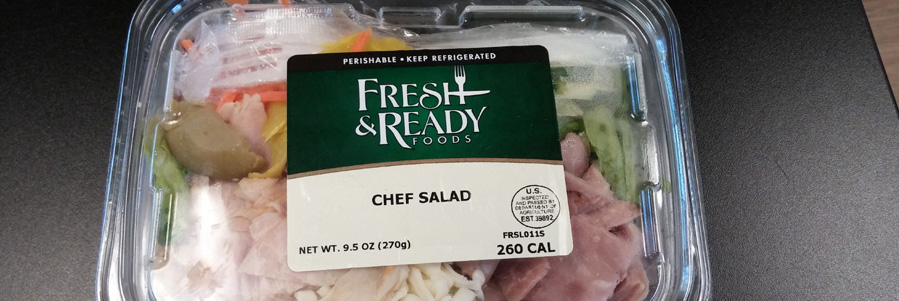 PERISHABLE • KEEP REFRIGERATED
FRESH
&READY
FOODS
CHEF SALAD
U.S.
INSPECTED
AND PASSED BY
DEPARTMENT OF
AGRICULTURE
EST.39892
FRSL011S
NET WT. 9.5 OZ (270g)
260 CAL